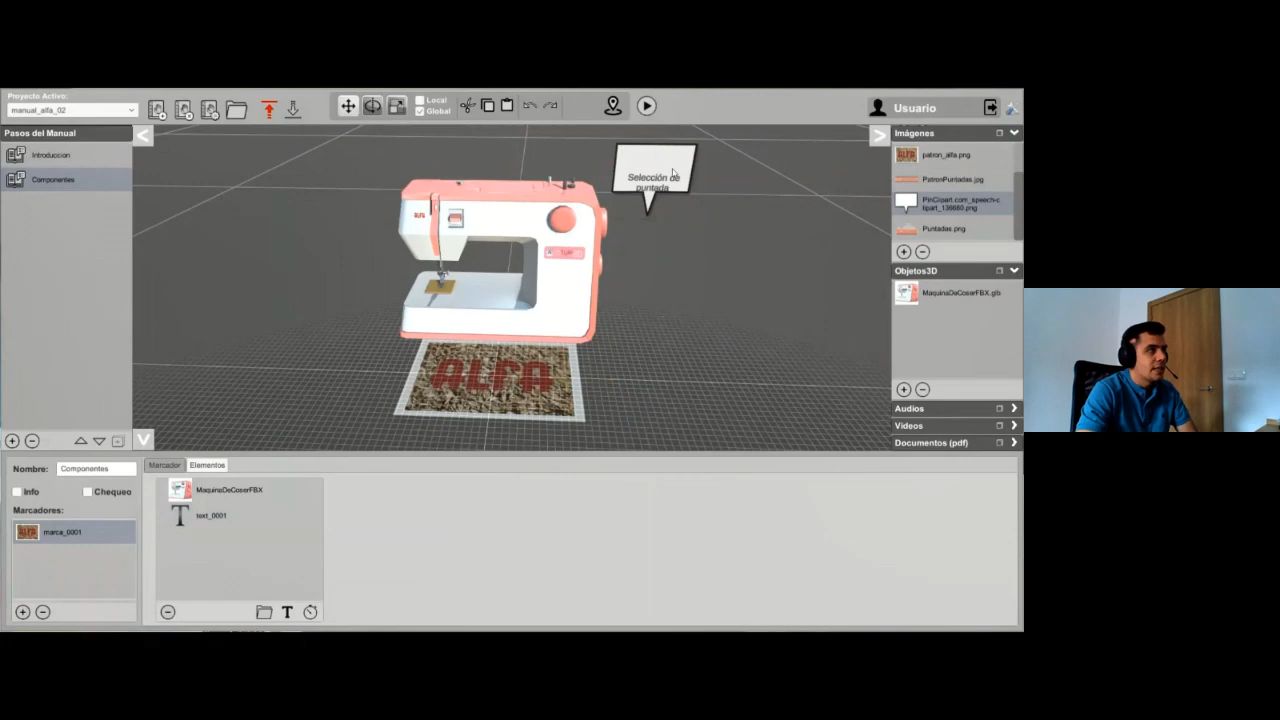 Proyecto Activo:
manual_alfa_02
Local
Global
Usuario
Pasos del Manual
Introduccion
Componentes
Selección de
puntada
ALFA
Imágenes
patron_alfa.png
PatronPuntadas.jpg
PinClipart.com_speech-c
lipart_136680.png
Puntadas.png
Objetos3D
MaquinaDeCoserFBX.glb
Audios
Videos
Documentos (pdf)
Nombre:
Componentes
Info
Chequeo
Marcadores:
marca_0001
Marcador
Elementos
MaquinaDeCoserFBX
text_0001